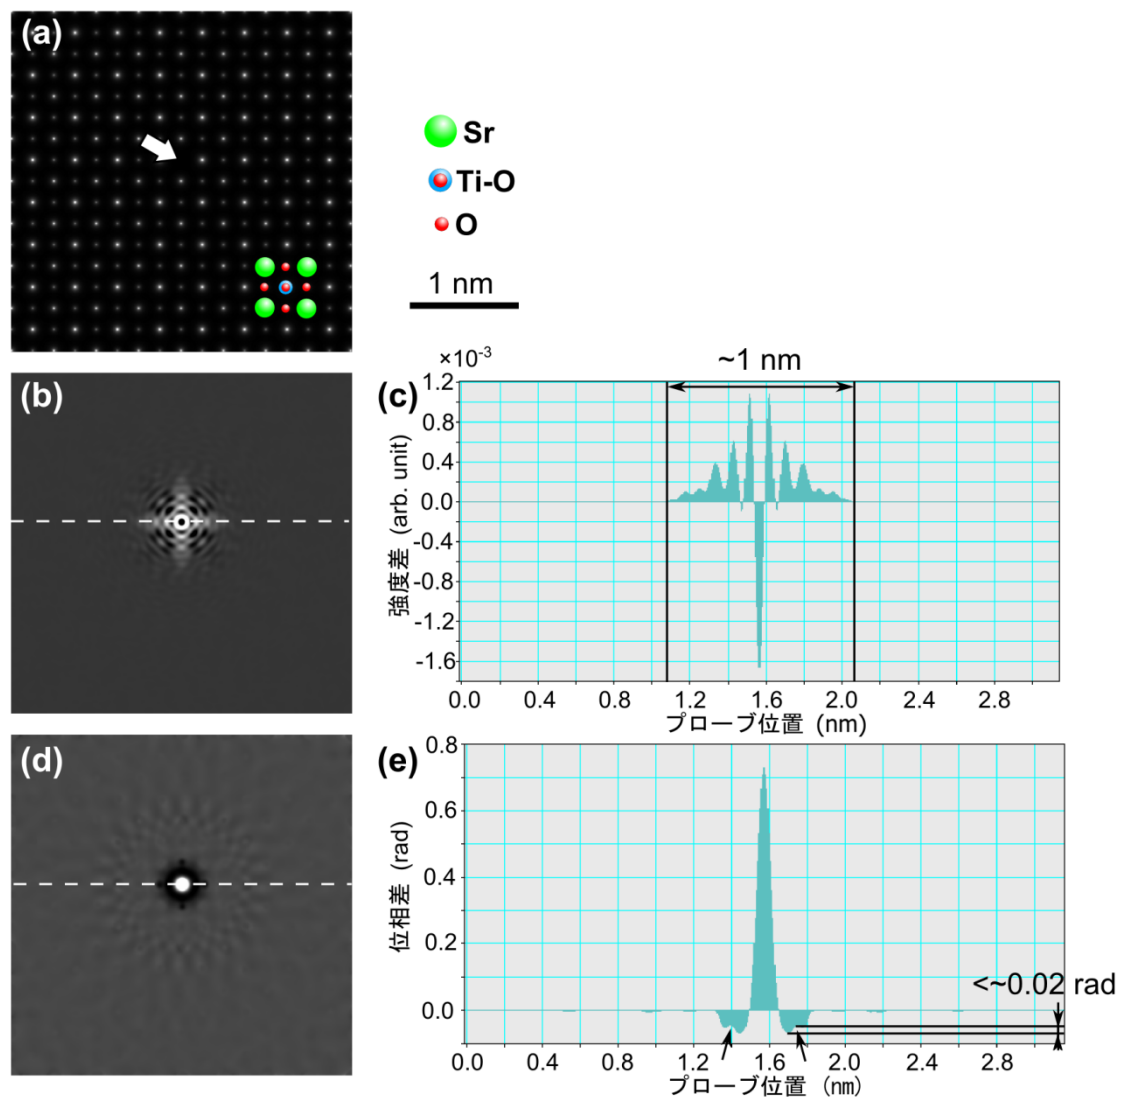 (a)
Sr
Ti-O
O
1 nm
(b)
(c)
×10-3
~1 nm
1.2
0.8
0.4
0.0
-0.4
-0.8
-1.2
-1.6
強度差 (arb. unit)
0.0 0.4 0.8 1.2 1.6 2.0 2.4 2.8
プローブ位置 (nm)
(d)
(e)
0.8
0.6
0.4
0.2
0.0
位相差 (rad)
<~0.02 rad
0.0 0.4 0.8 1.2 1.6 2.0 2.4 2.8
プローブ位置 (nm)